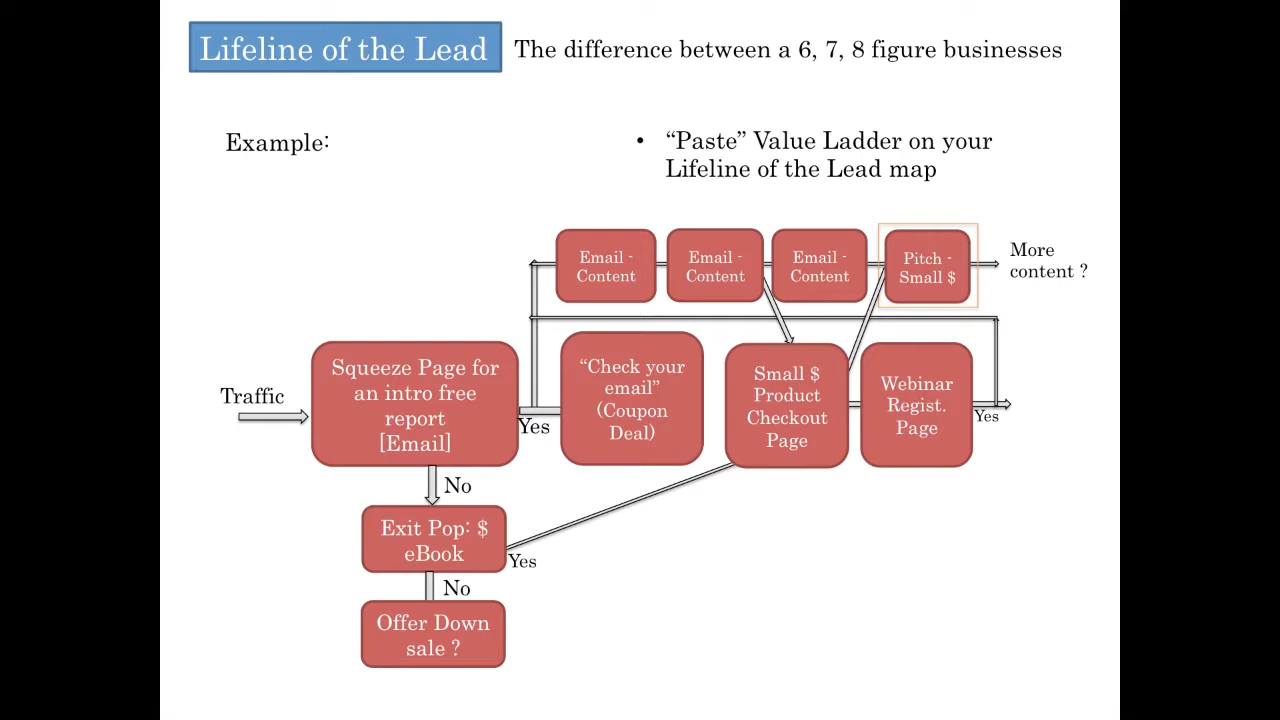 Lifeline of the Lead
The difference between a 6, 7, 8 figure businesses
Example:
• “Paste” Value Ladder on your
Lifeline of the Lead map
Email -
Content
Email -
Content
Email -
Content
Pitch -
Small $
More
content ?
Traffic
Squeeze Page for
an intro free
report
[Email]
Yes
“Check your
email”
(Coupon
Deal)
Small $
Product
Checkout
Page
Webinar
Regist.
Page
Yes
No
Exit Pop: $
eBook
Yes
No
Offer Down
sale ?